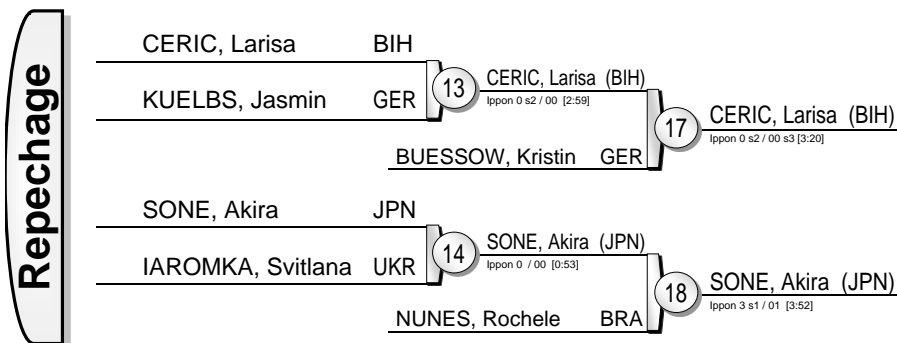 Repechage
CERIC, Larisa BIH
KUELBS, Jasmin GER
13
CERIC, Larisa (BIH)
Ippon 0 s2 / 00 [2:59]
BUESSOW, Kristin GER
17
CERIC, Larisa (BIH)
Ippon 0 s2 / 00 s3 [3:20]
SONE, Akira JPN
IAROMKA, Svitlana UKR
14
SONE, Akira (JPN)
Ippon 0 / 00 [0:53]
NUNES, Rochele BRA
18
SONE, Akira (JPN)
Ippon 3 s1 / 01 [3:52]